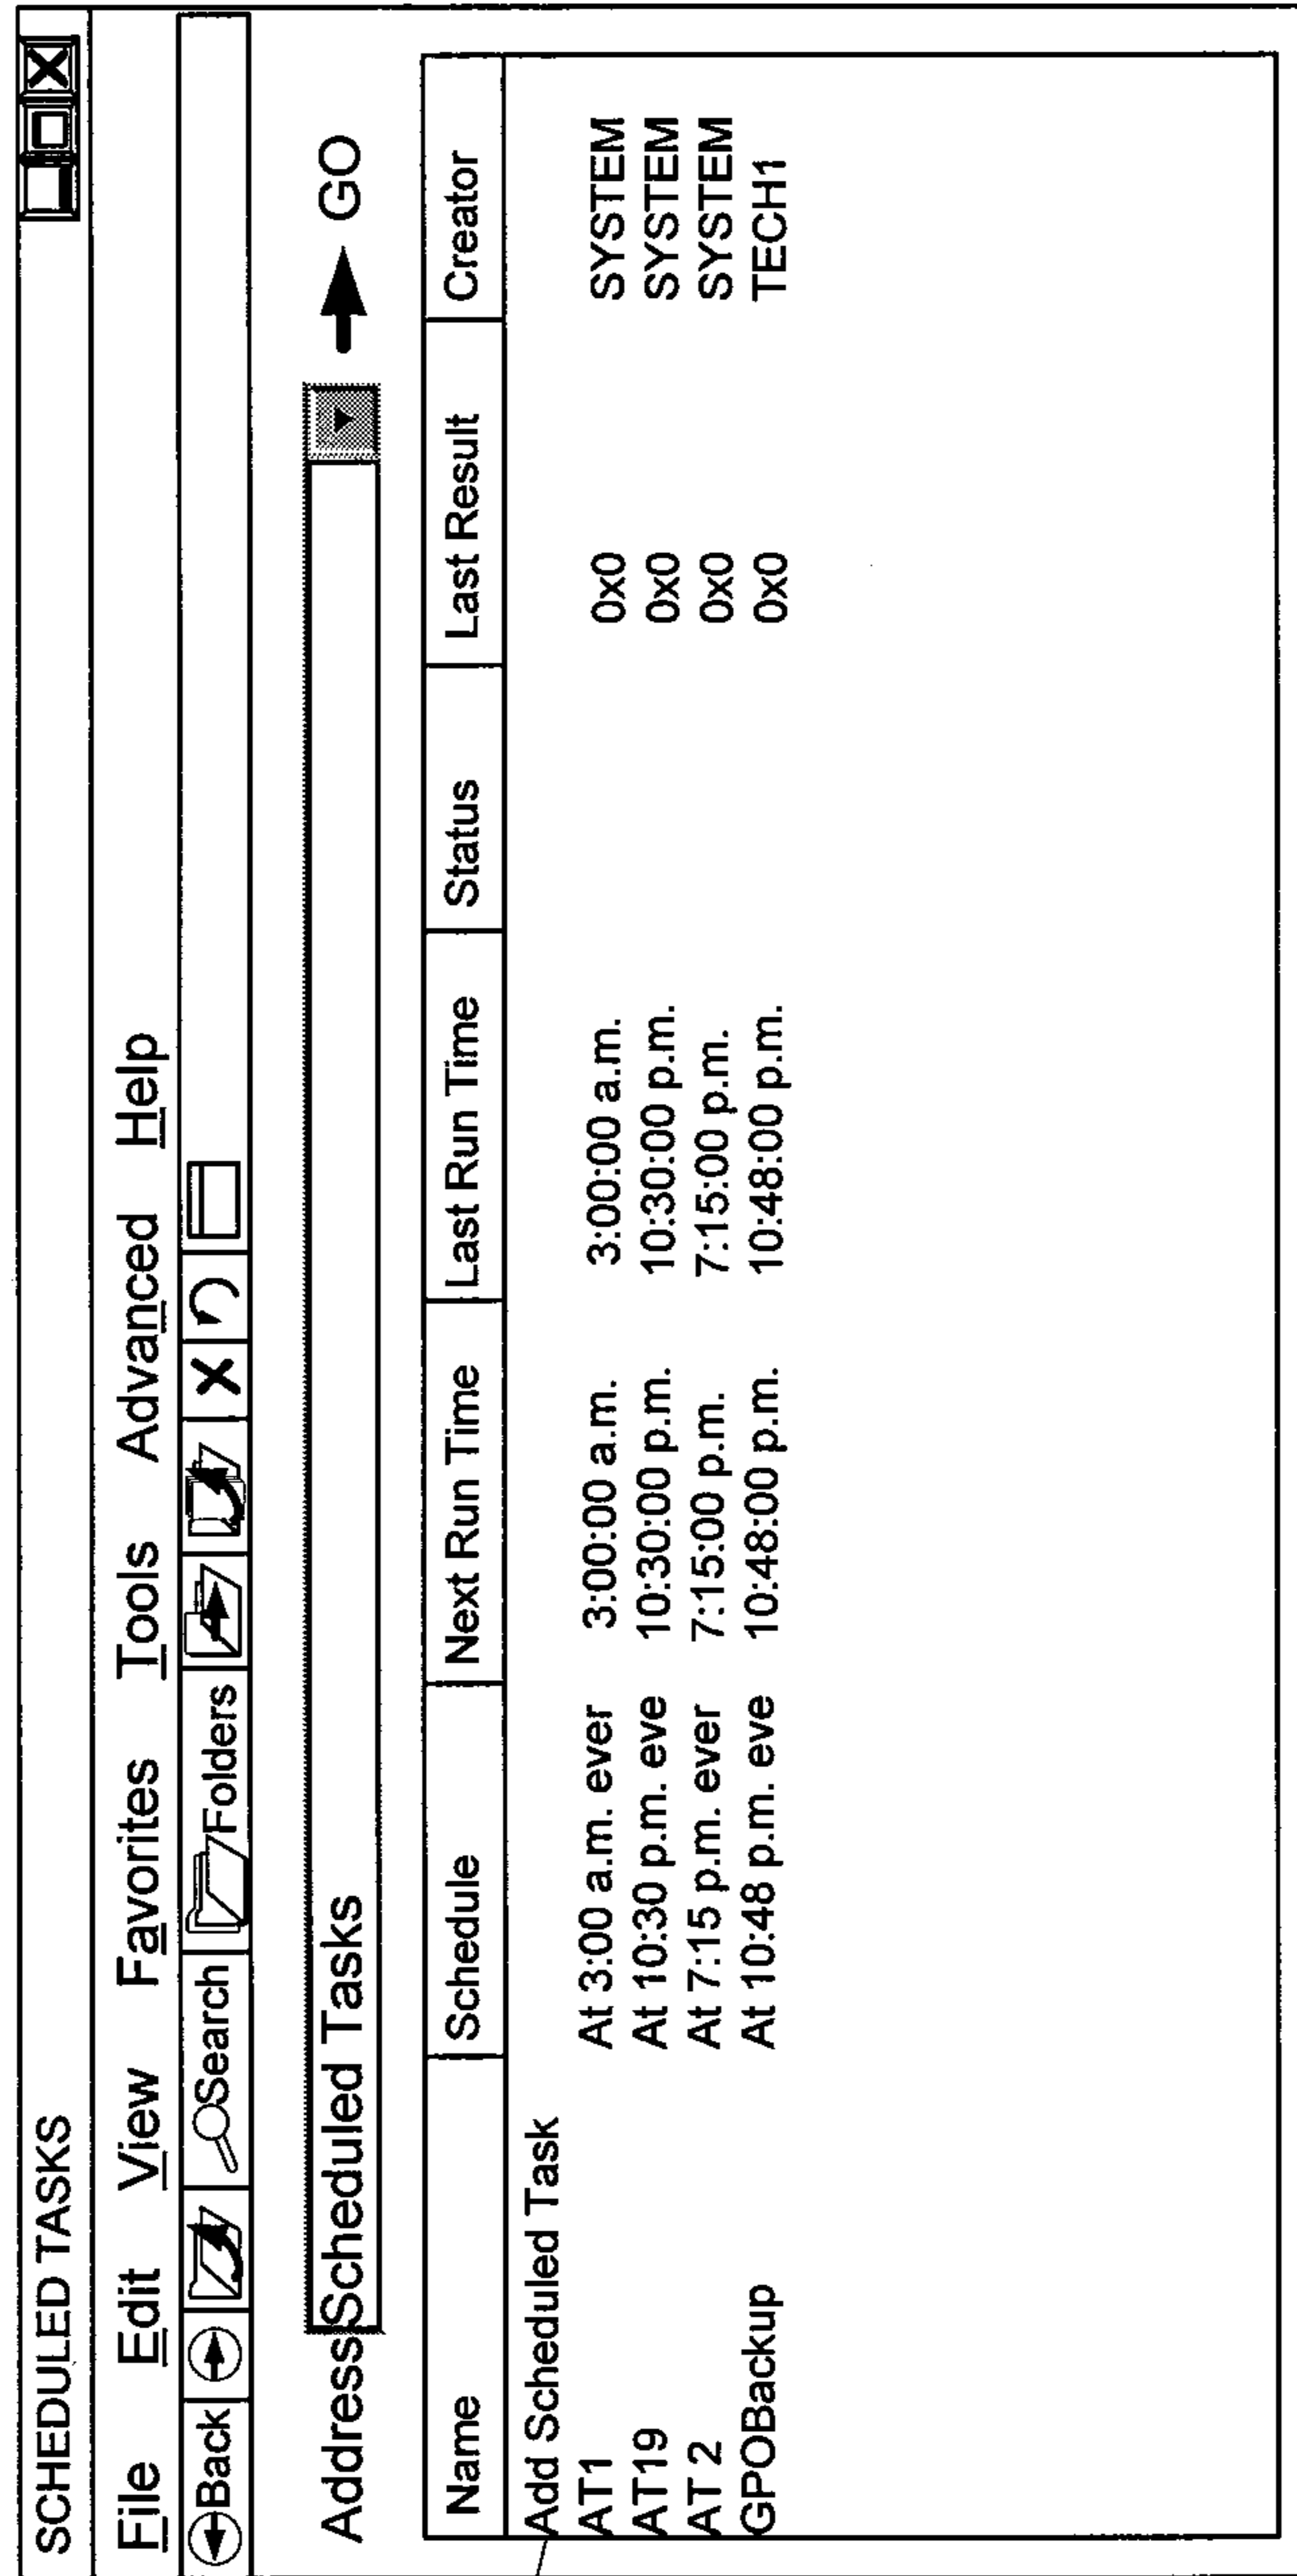 SCHEDULED TASKS
File Edit View Favorites Tools Advanced Help
Back Search Folders
Address Scheduled Tasks GO
Name Schedule Next Run Time Last Run Time Status Last Result Creator
Add Scheduled Task
AT1 At 3:00 a.m. ever 3:00:00 a.m. 3:00:00 a.m. 0x0 SYSTEM
AT19 At 10:30 p.m. eve 10:30:00 p.m. 10:30:00 p.m. 0x0 SYSTEM
AT 2 At 7:15 p.m. ever 7:15:00 p.m. 7:15:00 p.m. 0x0 SYSTEM
GPOBackup At 10:48 p.m. eve 10:48:00 p.m. 10:48:00 p.m. 0x0 TECH1